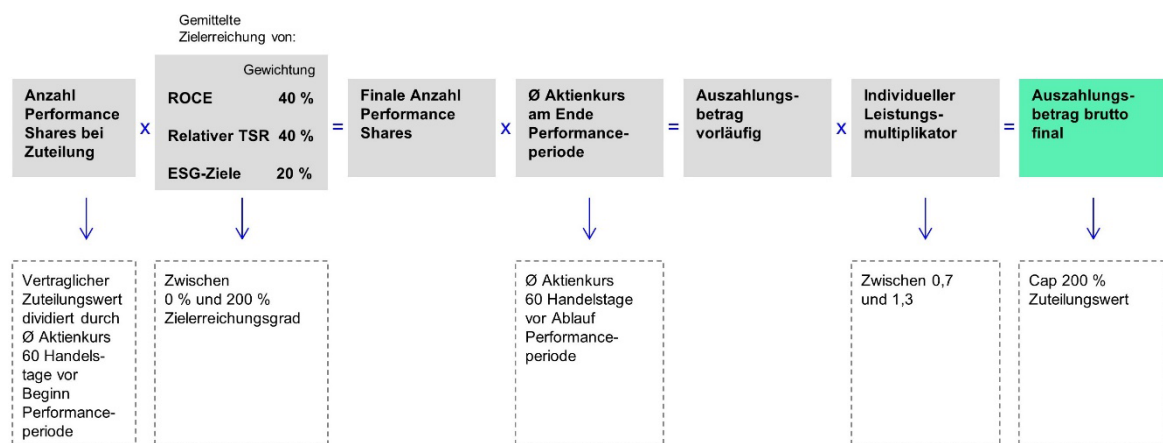 Gemittelte
Zielerreichung von:
Anzahl
Performance
Shares bei
Zuteilung
x
Gewichtung
ROCE 40 %
Relativer TSR 40 %
ESG-Ziele 20 %
=
Finale Anzahl
Performance
Shares
x
Ø Aktienkurs
am Ende
Performance-
periode
=
Auszahlungs-
betrag
vorläufig
x
Individueller
Leistungs-
multiplikator
=
Auszahlungs-
betrag brutto
final
Vertraglicher
Zuteilungswert
dividiert durch
Ø Aktienkurs
60 Handels-
tage vor
Beginn
Performance-
periode
Zwischen
0 % und 200 %
Zielerreichungsgrad
Ø Aktienkurs
60 Handelstage
vor Ablauf
Performance-
periode
Zwischen 0,7
und 1,3
Cap 200 %
Zuteilungswert